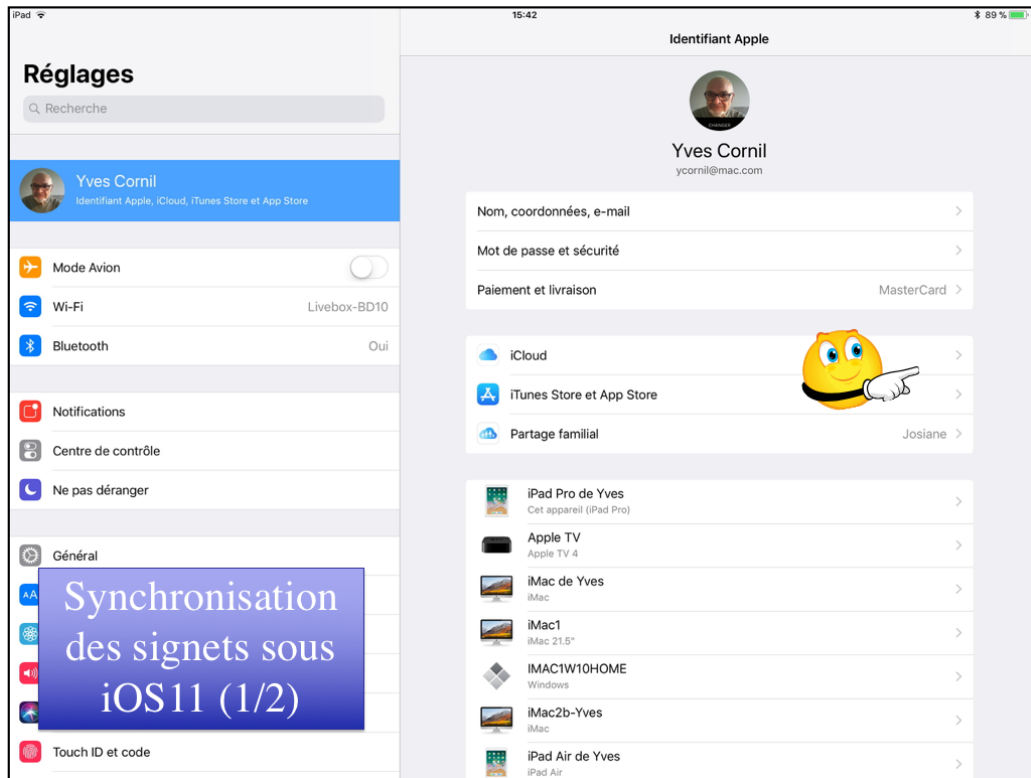 iPad
15:42
89 %
Identifiant Apple
Réglages
Recherche
Yves Cornil
Identifiant Apple, iCloud, iTunes Store et App Store
Mode Avion
Wi-Fi
Livebox-BD10
Bluetooth
Oui
Notifications
Centre de contrôle
Ne pas déranger
Général
AA
Synchronisation
des signets sous
iOS11 (1/2)
Touch ID et code
CHANGER
Yves Cornil
ycornil@mac.com
Nom, coordonnées, e-mail
Mot de passe et sécurité
Paiement et livraison
MasterCard
iCloud
iTunes Store et App Store
Partage familial
Josiane
iPad Pro de Yves
Cet appareil (iPad Pro)
Apple TV
Apple TV 4
iMac de Yves
iMac
iMac1
iMac 21.5"
IMAC1W10HOME
Windows
iMac2b-Yves
iMac
iPad Air de Yves
iPad Air